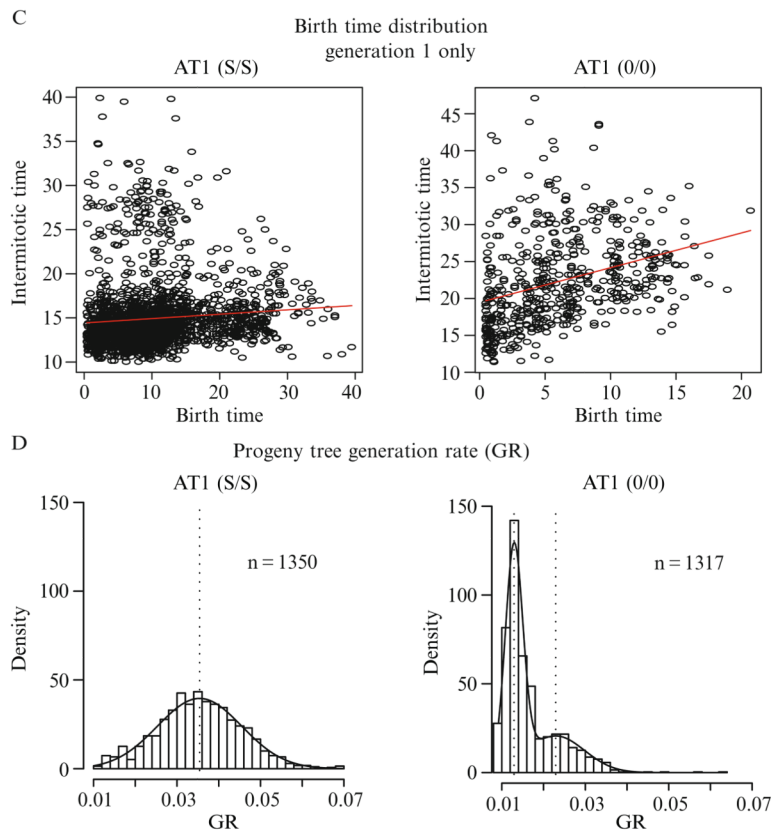 C
Birth time distribution
generation 1 only
AT1 (S/S)
AT1 (0/0)
Intermitotic time
40
35
30
25
20
15
10
0
10
20
30
40
Birth time
Intermitotic time
45
40
35
30
25
20
15
10
0
5
10
15
20
Birth time
D
Progeny tree generation rate (GR)
AT1 (S/S)
AT1 (0/0)
Density
150
100
50
0
n = 1350
0.01
0.03
0.05
0.07
GR
Density
150
100
50
0
n = 1317
0.01
0.03
0.05
0.07
GR